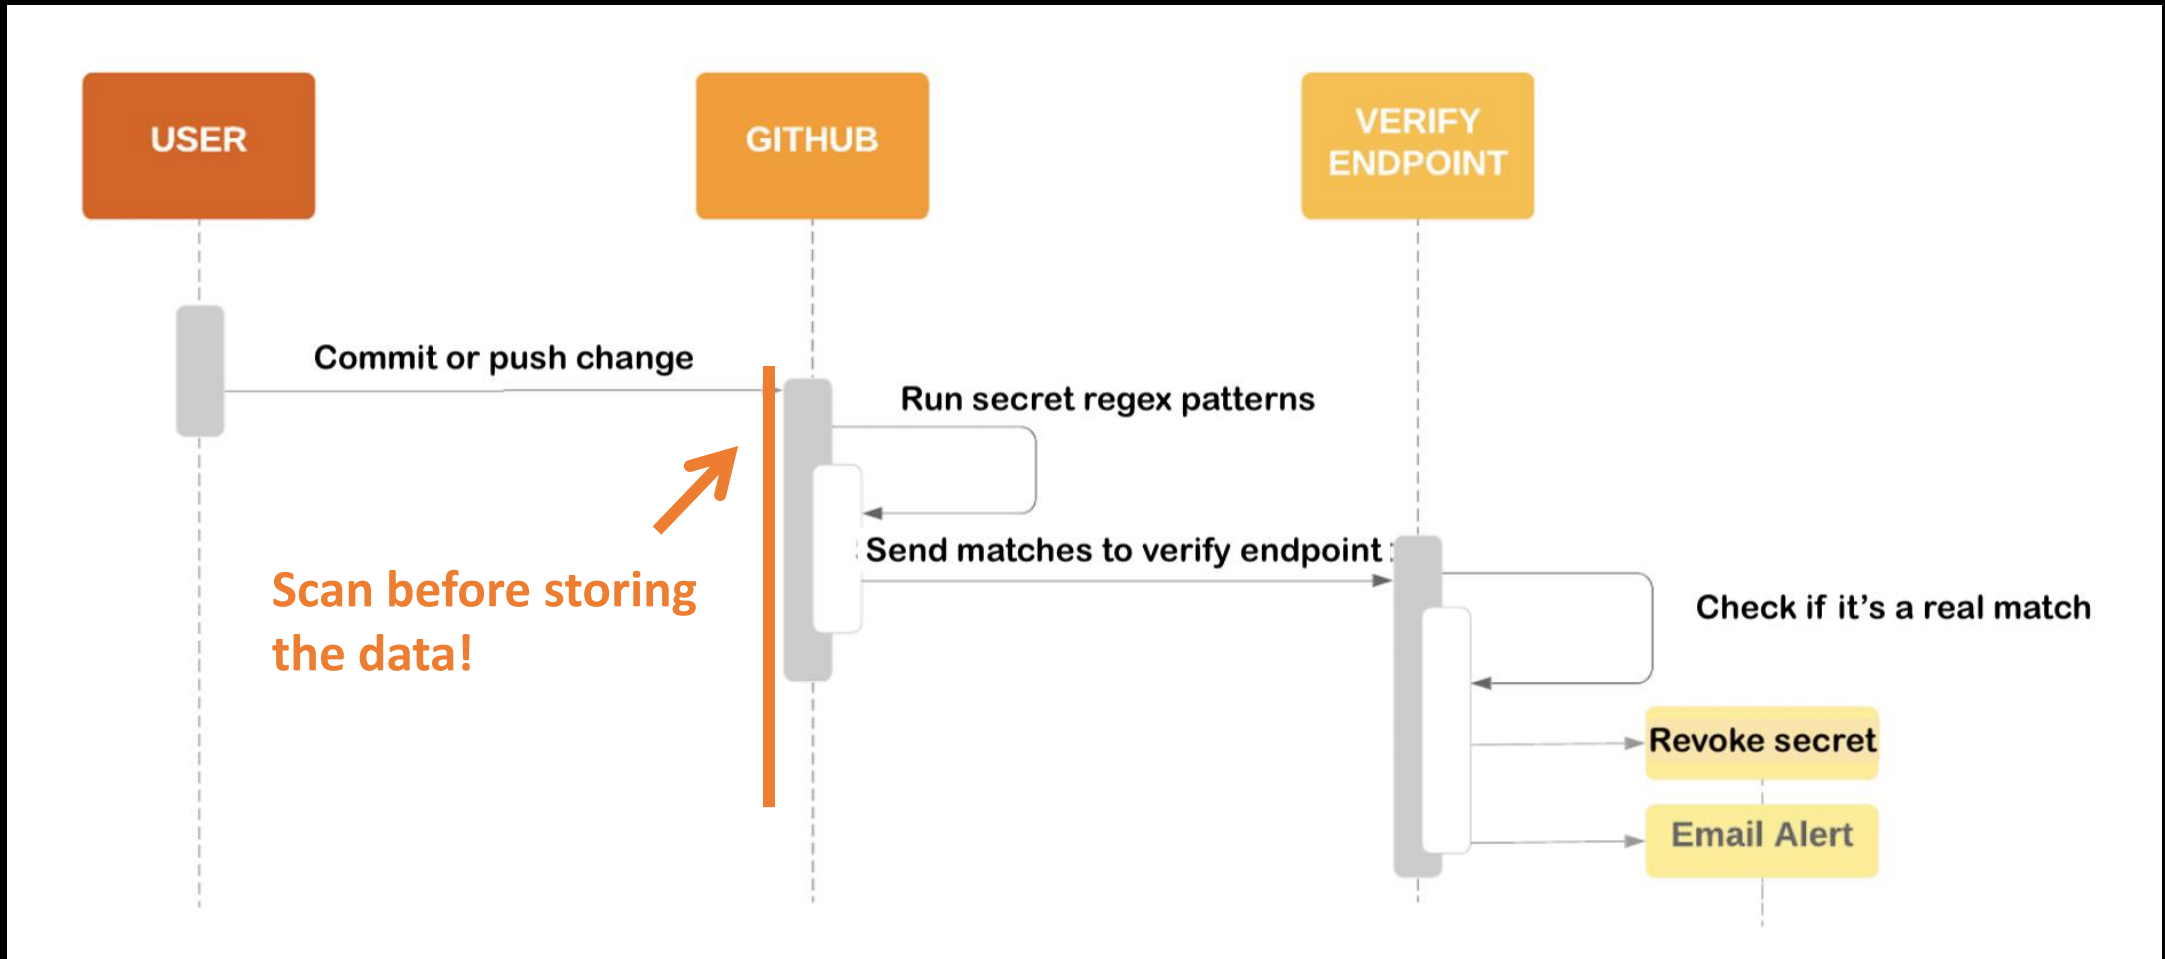 USER
GITHUB
VERIFY
ENDPOINT
Commit or push change
Run secret regex patterns
Send matches to verify endpoint
Scan before storing
the data!
Check if it's a real match
Revoke secret
Email Alert